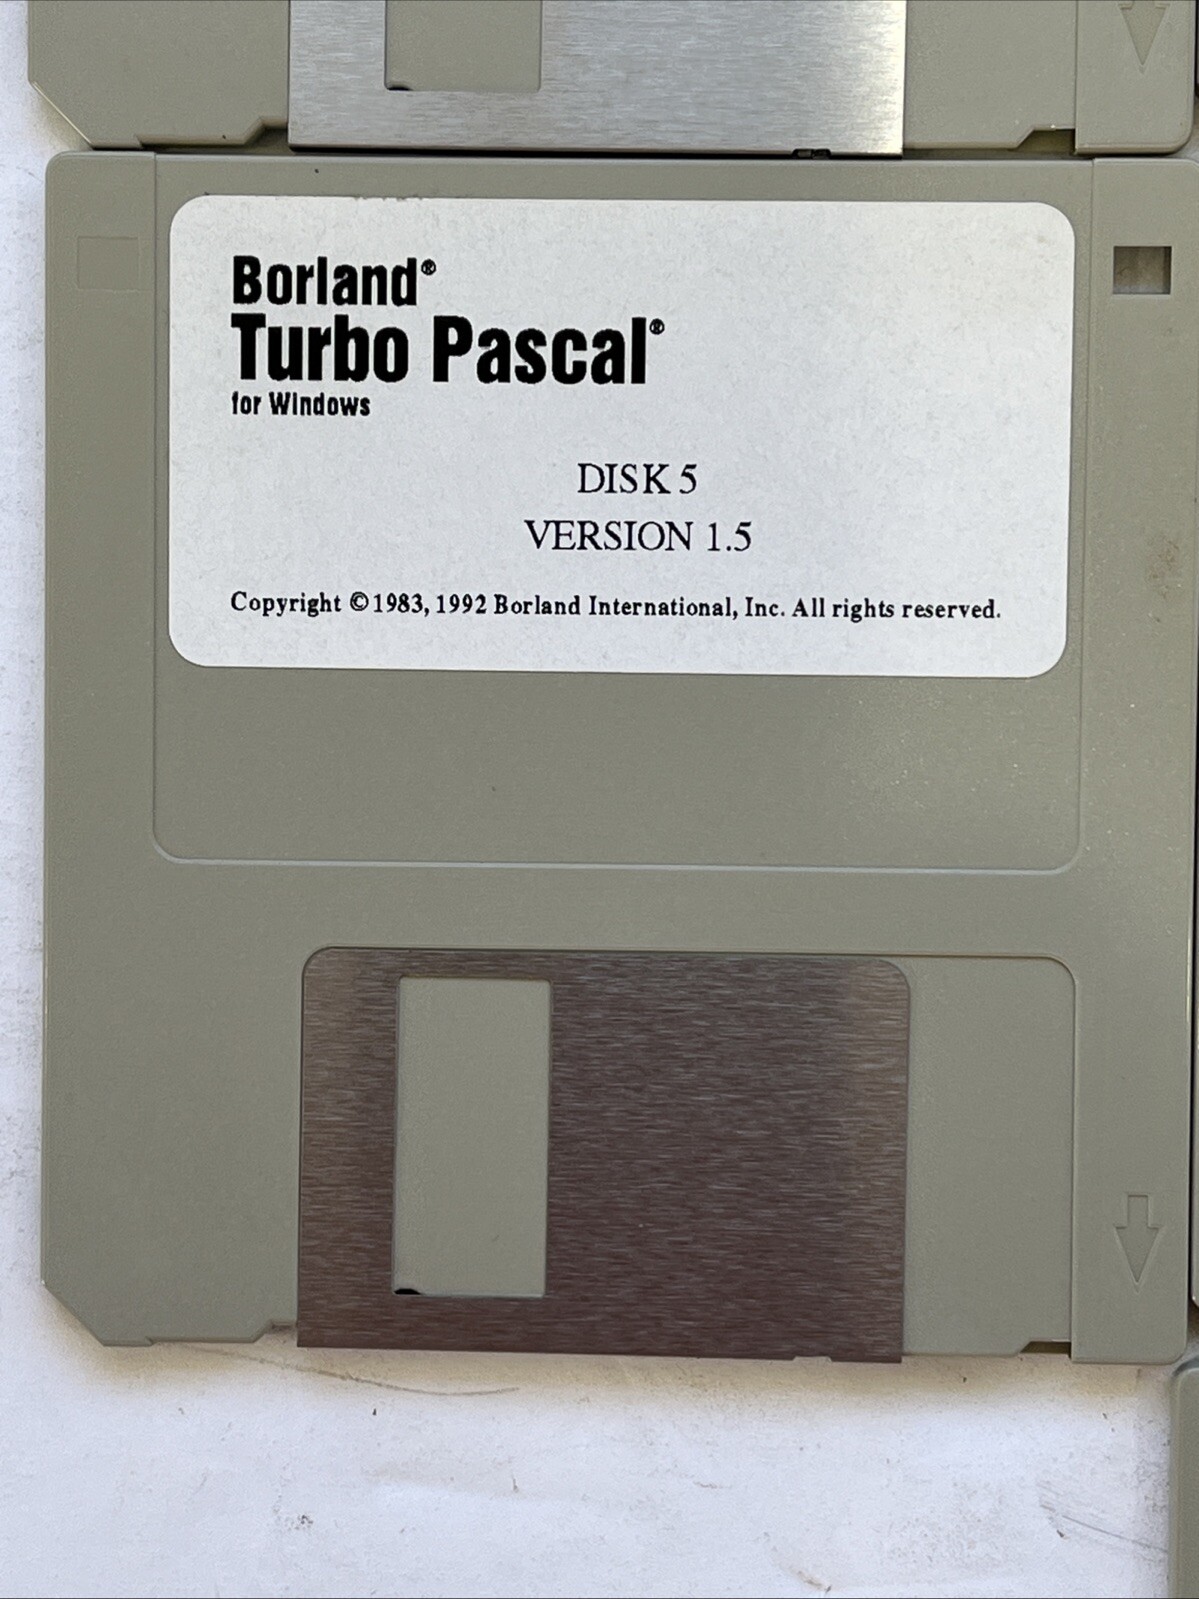 Borland®
Turbo Pascal®
for Windows
DISK 5
VERSION 1.5
Copyright ©1983, 1992 Borland International, Inc. All rights reserved.